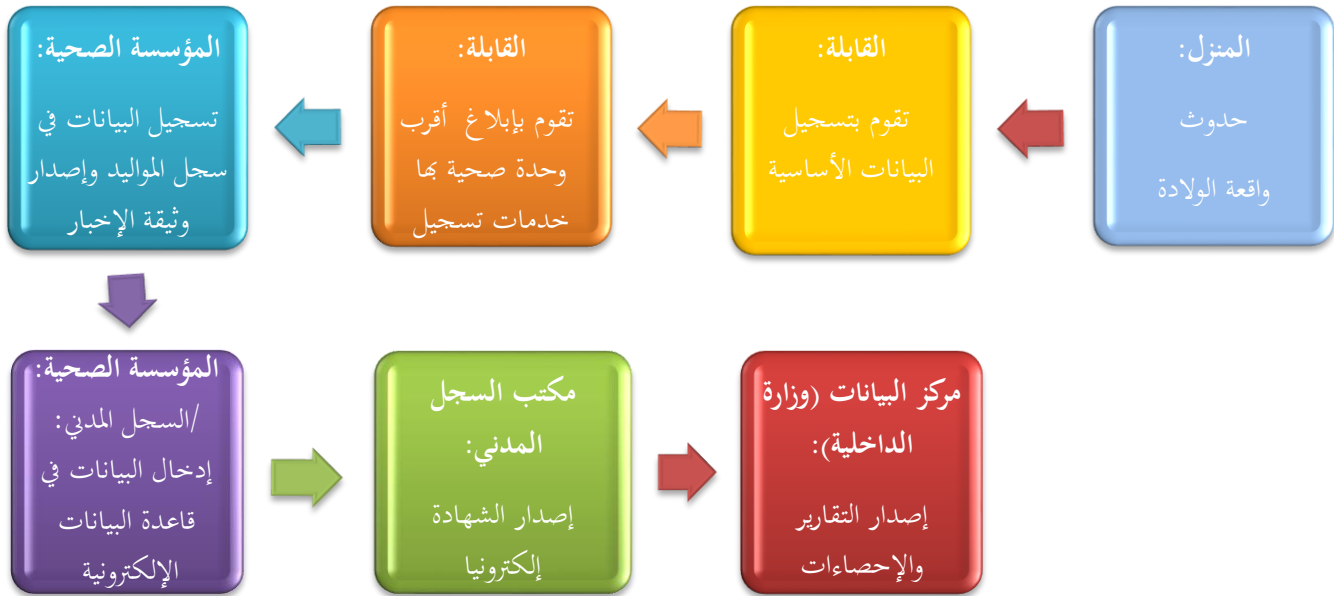 المنزل:
حدوث
واقعة الولادة
القابلة:
تقوم بتسجيل
البيانات الأساسية
القابلة:
تقوم بإبلاغ أقرب
وحدة صحية بها
خدمات تسجيل
المؤسسة الصحية:
تسجيل البيانات في
سجل المواليد وإصدار
وثيقة الإخبار
المؤسسة الصحية:
/السجل المدني:
إدخال البيانات في
قاعدة البيانات
الإلكترونية
مكتب السجل
المدني:
إصدار الشهادة
إلكترونيا
مركز البيانات (وزارة
الداخلية):
إصدار التقارير
والإحصاءات